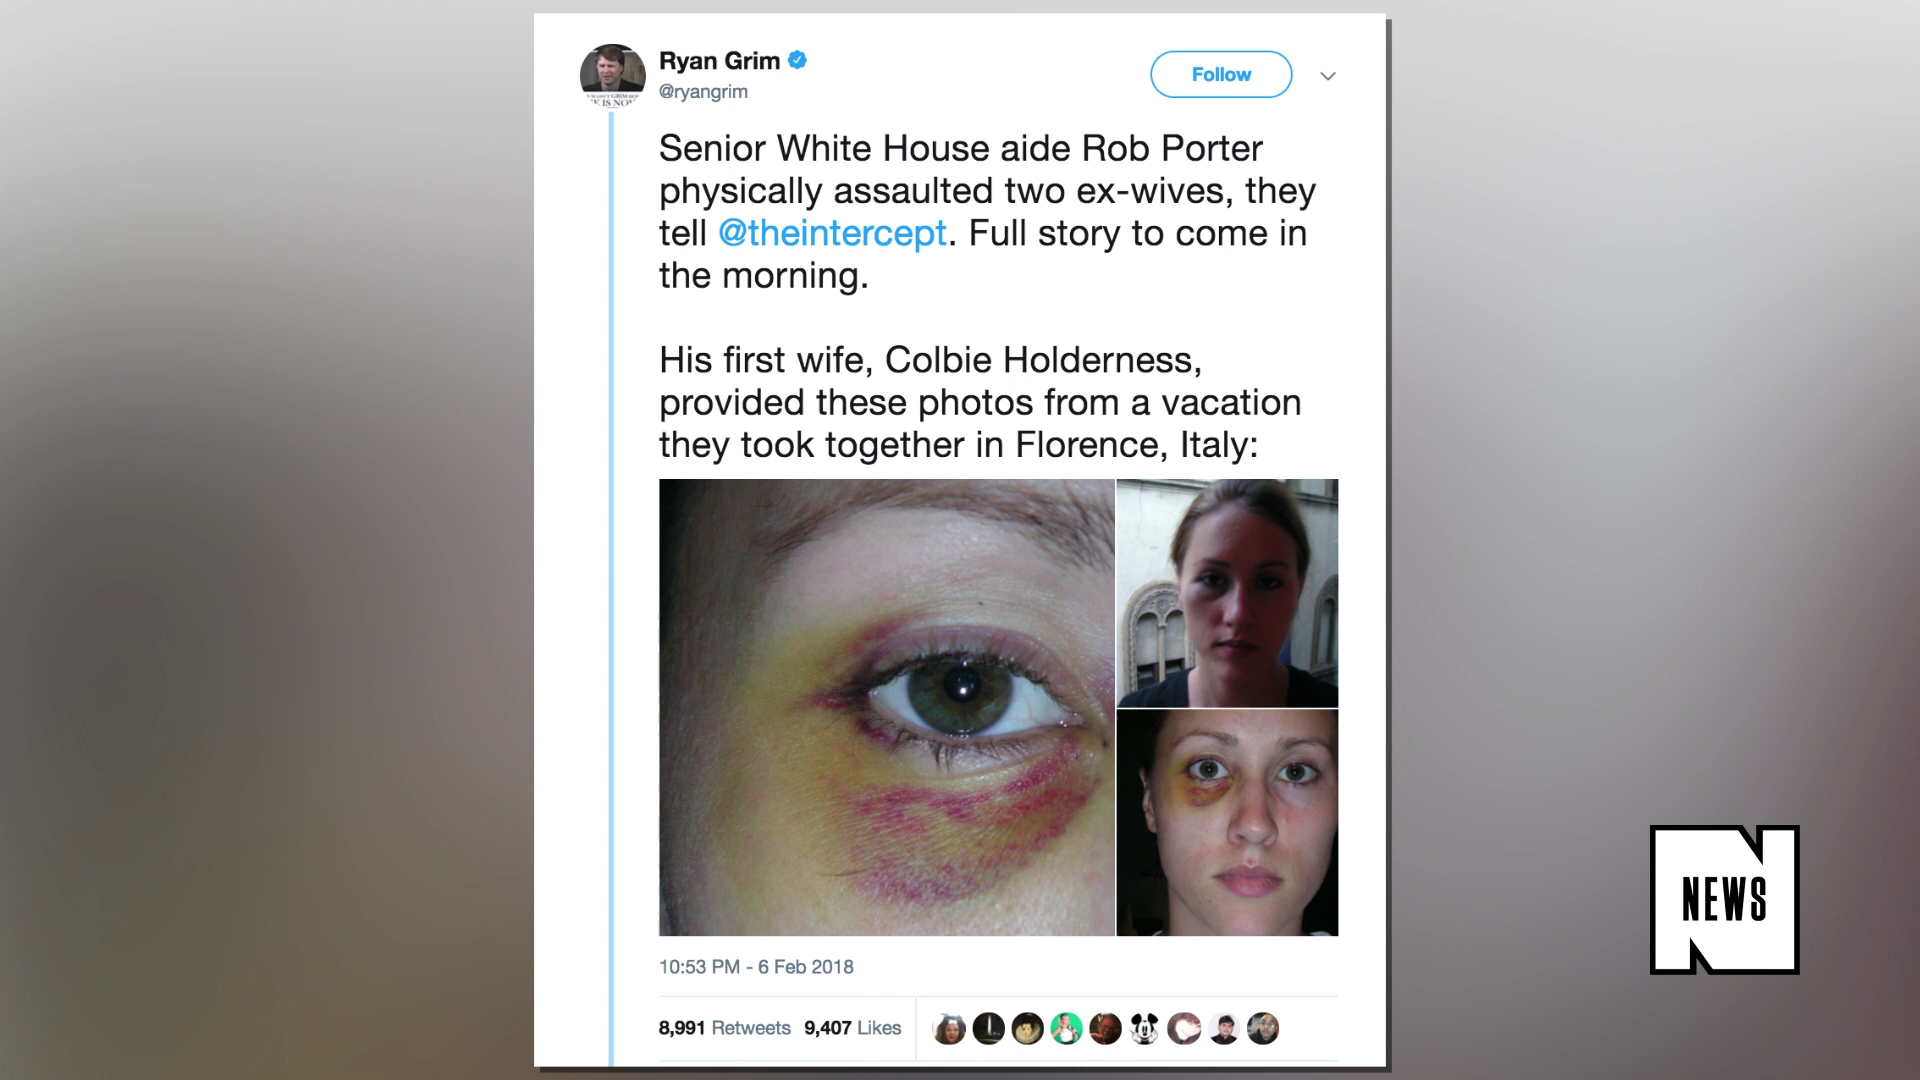 Ryan Grim
@ryangrim
Follow
Senior White House aide Rob Porter
physically assaulted two ex-wives, they
tell @theintercept. Full story to come in
the morning.
His first wife, Colbie Holderness,
provided these photos from a vacation
they took together in Florence, Italy:
10:53 PM - 6 Feb 2018
8,991 Retweets 9,407 Likes
NEWS